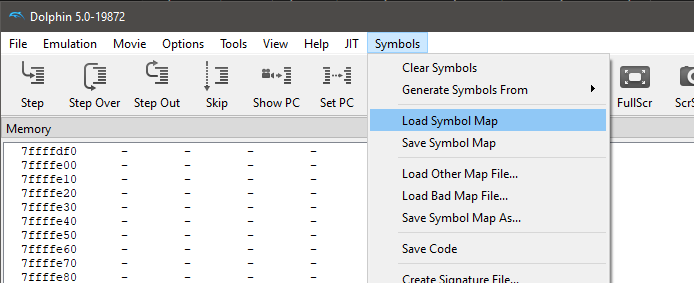 Dolphin 5.0-19872
File Emulation Movie Options Tools View Help JIT Symbols
Step Step Over Step Out Skip Show PC Set PC FullScr ScrS
Memory
Clear Symbols
Generate Symbols From
Load Symbol Map
Save Symbol Map
Load Other Map File...
Load Bad Map File...
Save Symbol Map As...
Save Code
Create Signature File...
7ffffdf0 - - - -
7ffffe00 - - - -
7ffffe10 - - - -
7ffffe20 - - - -
7ffffe30 - - - -
7ffffe40 - - - -
7ffffe50 - - - -
7ffffe60 - - - -
7ffffe70 - - - -
7ffffe80 - - - -